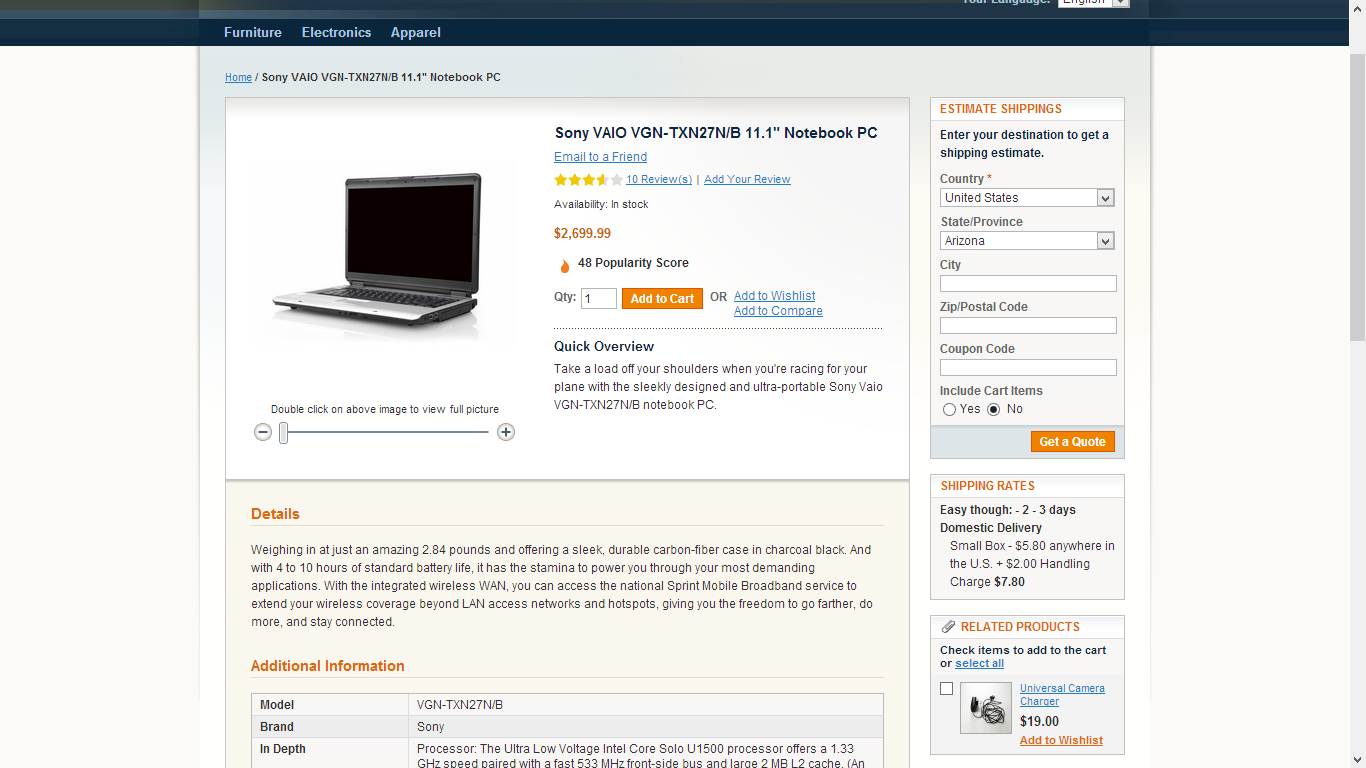 Your Language: English
Furniture Electronics Apparel
Home / Sony VAIO VGN-TXN27N/B 11.1" Notebook PC
Sony VAIO VGN-TXN27N/B 11.1" Notebook PC
Email to a Friend
10 Review(s) | Add Your Review
Availability: In stock
$2,699.99
48 Popularity Score
Qty: 1 Add to Cart OR Add to Wishlist
Add to Compare
Quick Overview
Take a load off your shoulders when you're racing for your
plane with the sleekly designed and ultra-portable Sony Vaio
VGN-TXN27N/B notebook PC.
Double click on above image to view full picture
Details
Weighing in at just an amazing 2.84 pounds and offering a sleek, durable carbon-fiber case in charcoal black. And
with 4 to 10 hours of standard battery life, it has the stamina to power you through your most demanding
applications. With the integrated wireless WAN, you can access the national Sprint Mobile Broadband service to
extend your wireless coverage beyond LAN access networks and hotspots, giving you the freedom to go farther, do
more, and stay connected.
Additional Information
Model VGN-TXN27N/B
Brand Sony
In Depth Processor: The Ultra Low Voltage Intel Core Solo U1500 processor offers a 1.33
GHz speed paired with a fast 533 MHz front-side bus and large 2 MB L2 cache. (An
ESTIMATE SHIPPINGS
Enter your destination to get a
shipping estimate.
Country *
United States
State/Province
Arizona
City
Zip/Postal Code
Coupon Code
Include Cart Items
Yes No
Get a Quote
SHIPPING RATES
Easy though: - 2 - 3 days
Domestic Delivery
Small Box - $5.80 anywhere in
the U.S. + $2.00 Handling
Charge $7.80
RELATED PRODUCTS
Check items to add to the cart
or select all
Universal Camera
Charger
$19.00
Add to Wishlist